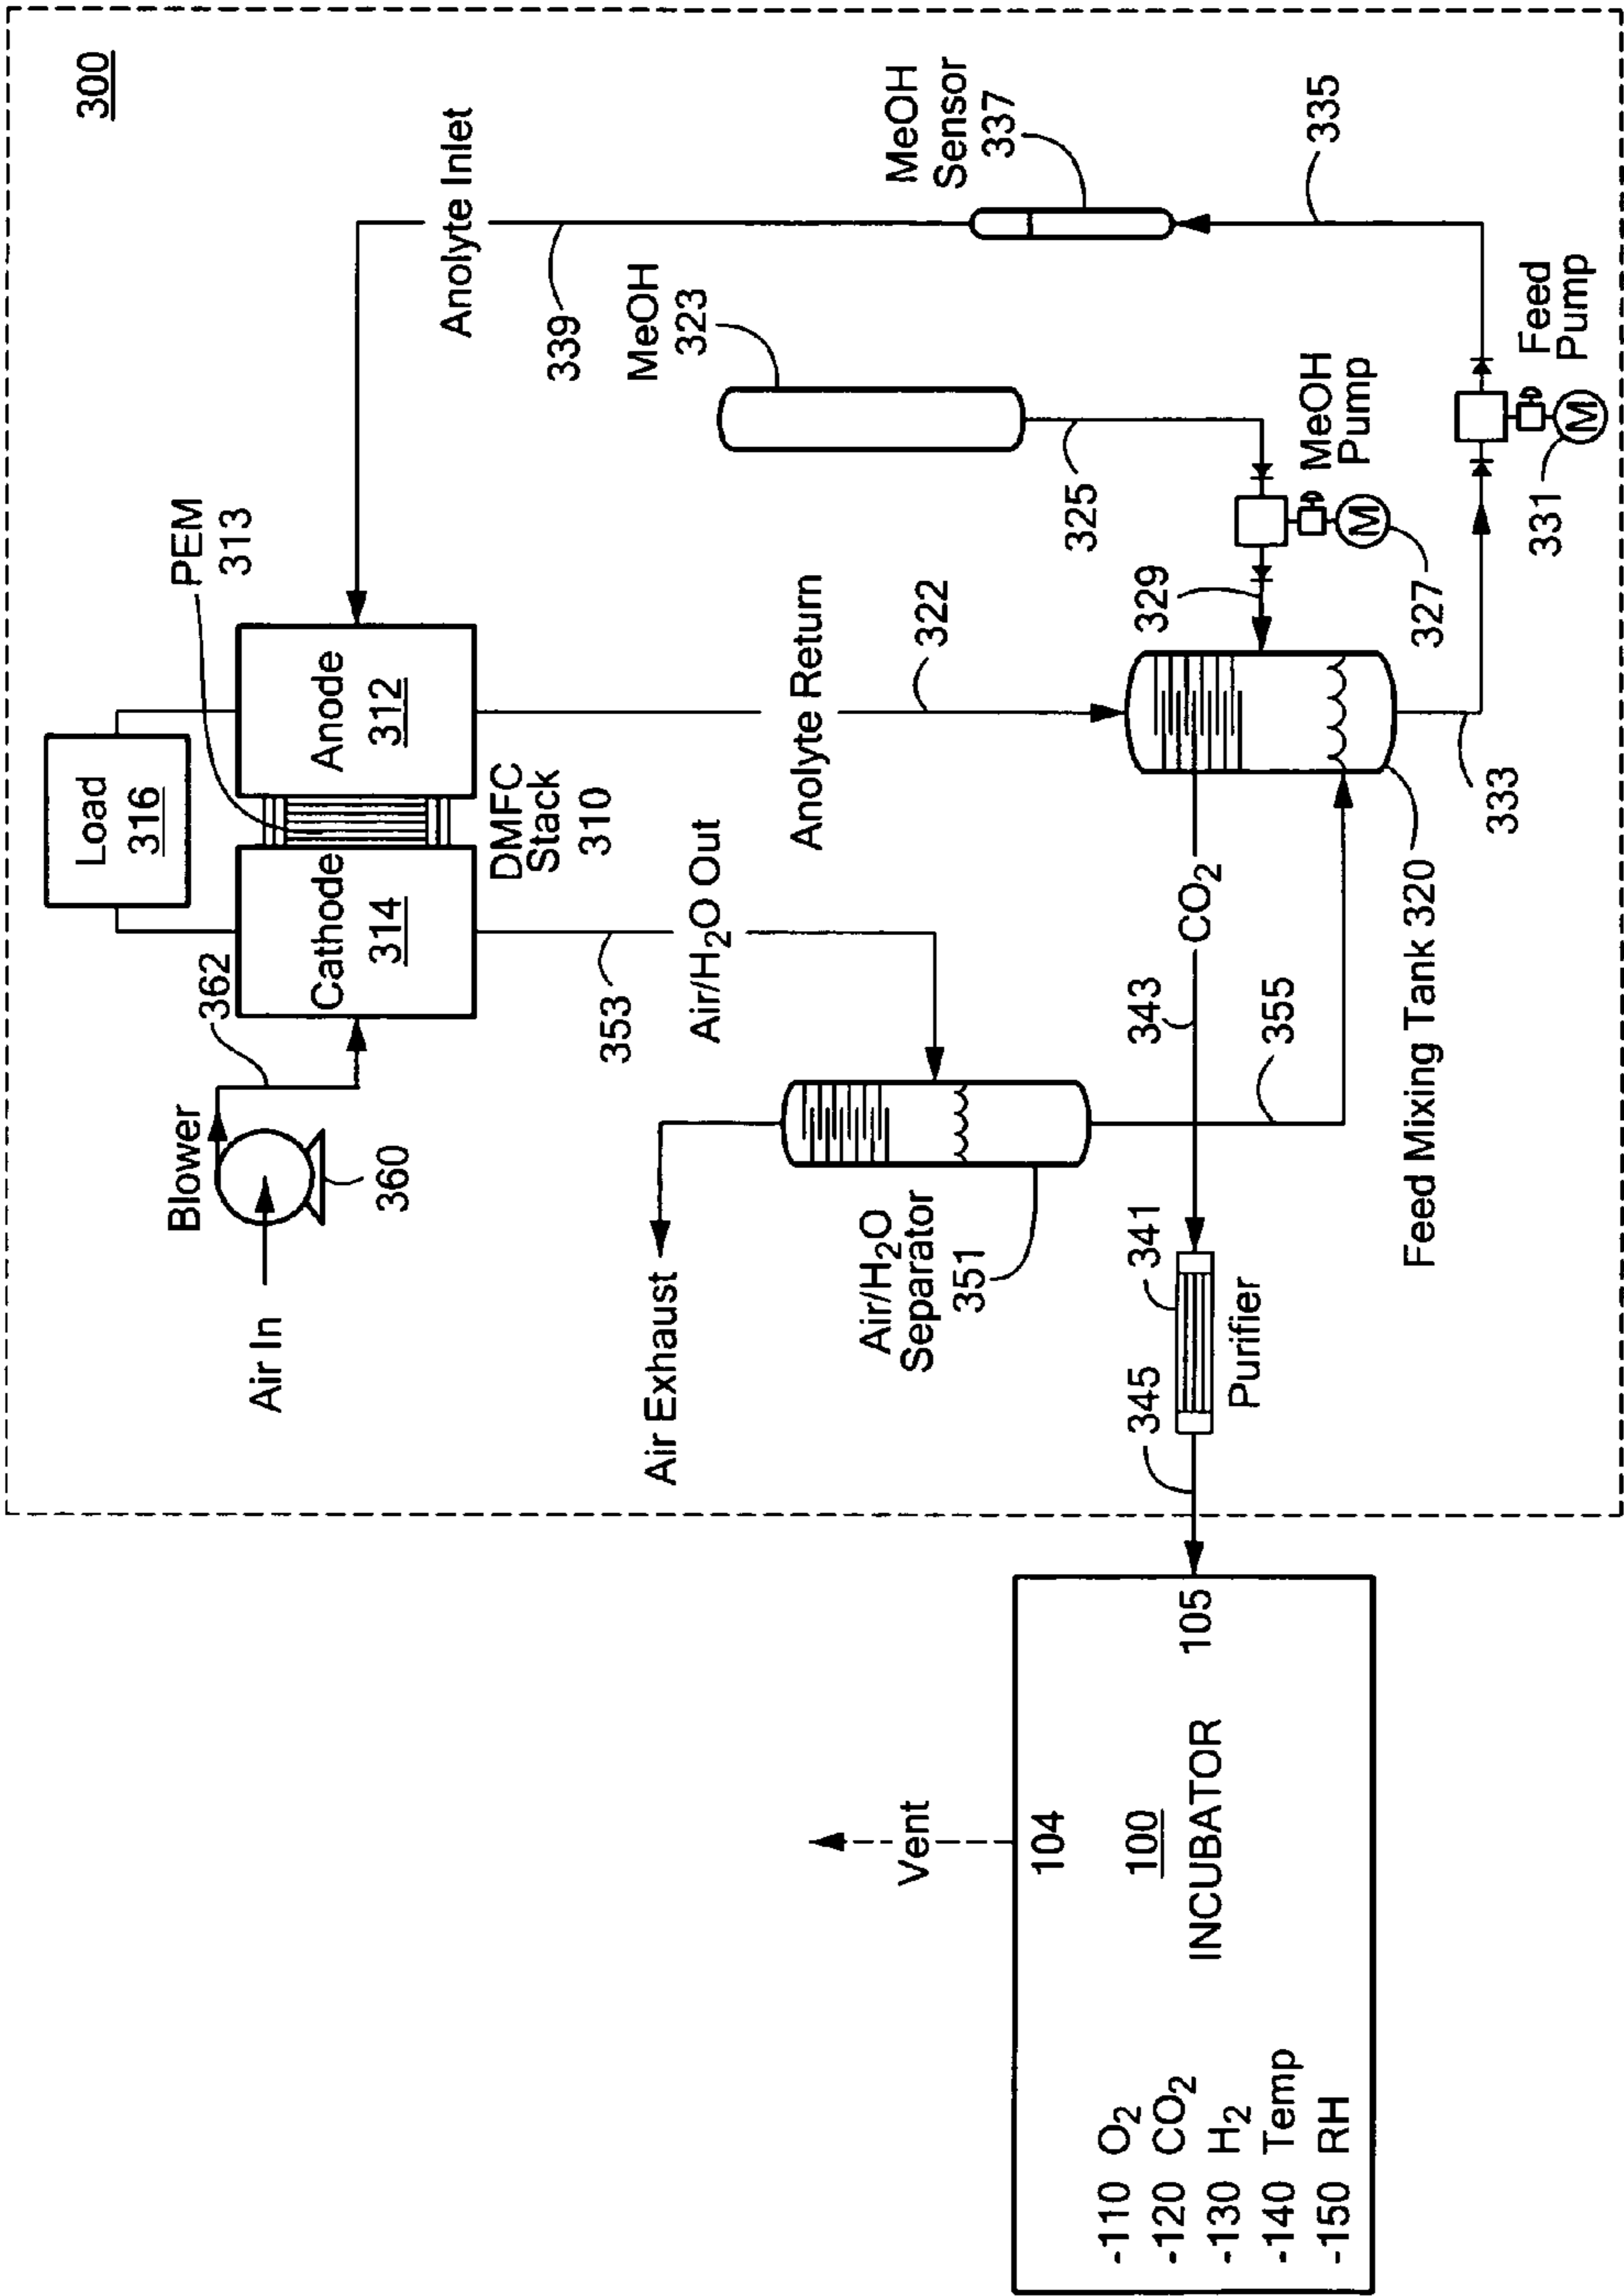 300
Load
316
PEM
313
362
Blower
Air In
360
Cathode
314
Anode
312
DMFC
Stack
310
Anolyte Inlet
339
353
Air/H₂O Out
Anolyte Return
322
MeOH
323
MeOH
Sensor
337
Air Exhaust
Air/H₂O
Separator
351
325
329
MeOH
Pump
M
327
335
343
CO₂
341
345
Purifier
355
Feed Mixing Tank 320
333
Feed
Pump
M
331
Vent
104
100
INCUBATOR
105
-110 O₂
-120 CO₂
-130 H₂
-140 Temp
-150 RH